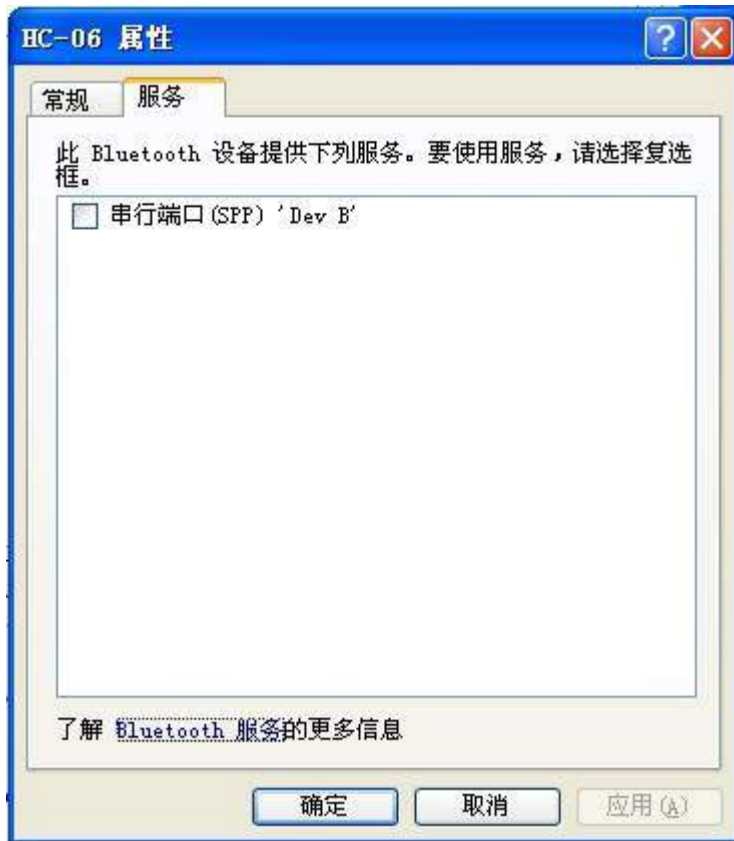 HC-06 属性
常规 服务
此 Bluetooth 设备提供下列服务。要使用服务，请选择复选
框。
串行端口(SPP) 'Dev B'
了解 Bluetooth 服务的更多信息
确定 取消 应用(A)